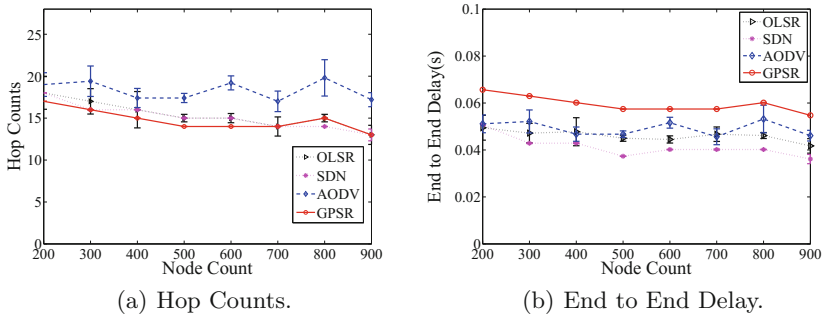 25
20
15
10
5
0
Hop Counts
200 300 400 500 600 700 800 900
Node Count
OLSR
SDN
AODV
GPSR
(a) Hop Counts.
0.1
0.08
0.06
0.04
0.02
0
End to End Delay(s)
200 300 400 500 600 700 800 900
Node Count
OLSR
SDN
AODV
GPSR
(b) End to End Delay.